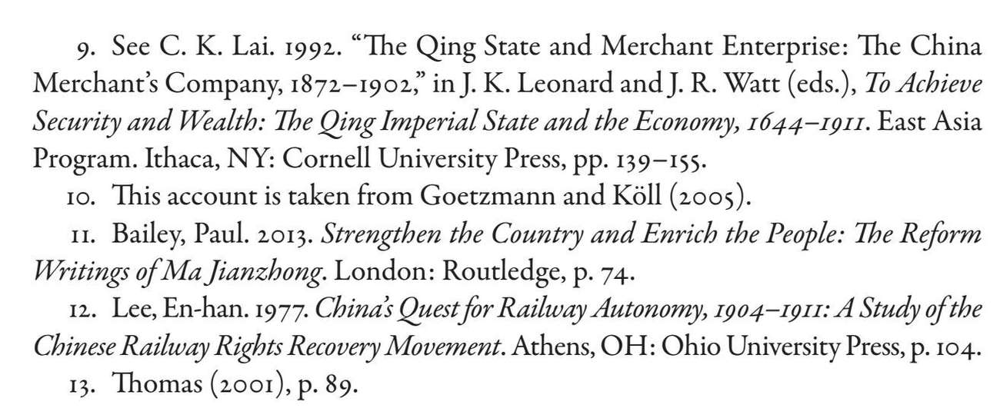 9. See C. K. Lai. 1992. “The Qing State and Merchant Enterprise: The China
Merchant’s Company, 1872–1902,” in J. K. Leonard and J. R. Watt (eds.), To Achieve
Security and Wealth: The Qing Imperial State and the Economy, 1644–1911. East Asia
Program. Ithaca, NY: Cornell University Press, pp. 139–155.
10. This account is taken from Goetzmann and Köll (2005).
11. Bailey, Paul. 2013. Strengthen the Country and Enrich the People: The Reform
Writings of Ma Jianzhong. London: Routledge, p. 74.
12. Lee, En-han. 1977. China’s Quest for Railway Autonomy, 1904–1911: A Study of the
Chinese Railway Rights Recovery Movement. Athens, OH: Ohio University Press, p. 104.
13. Thomas (2001), p. 89.